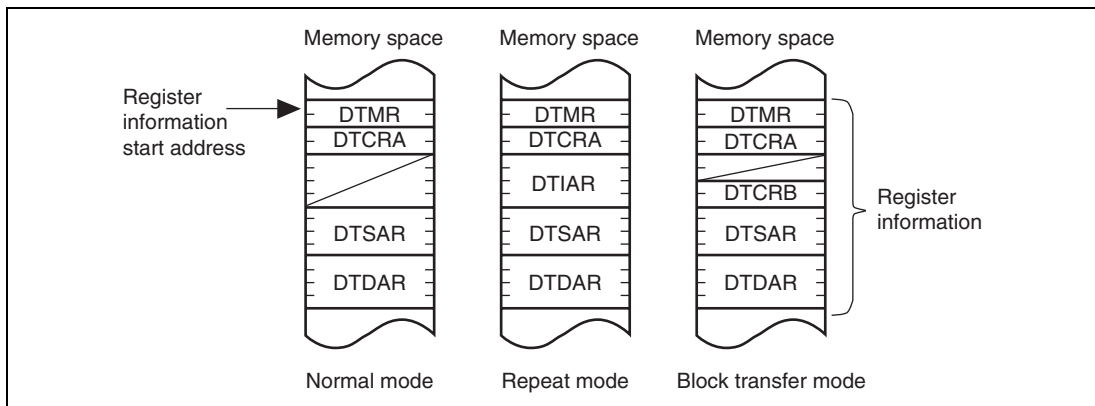 Memory space
Memory space
Memory space
Register
information
start address
DTMR
DTMR
DTMR
DTCRA
DTCRA
DTCRA
DTIAR
DTCRB
DTSAR
DTSAR
DTSAR
DTDAR
DTDAR
DTDAR
Register
information
Normal mode
Repeat mode
Block transfer mode